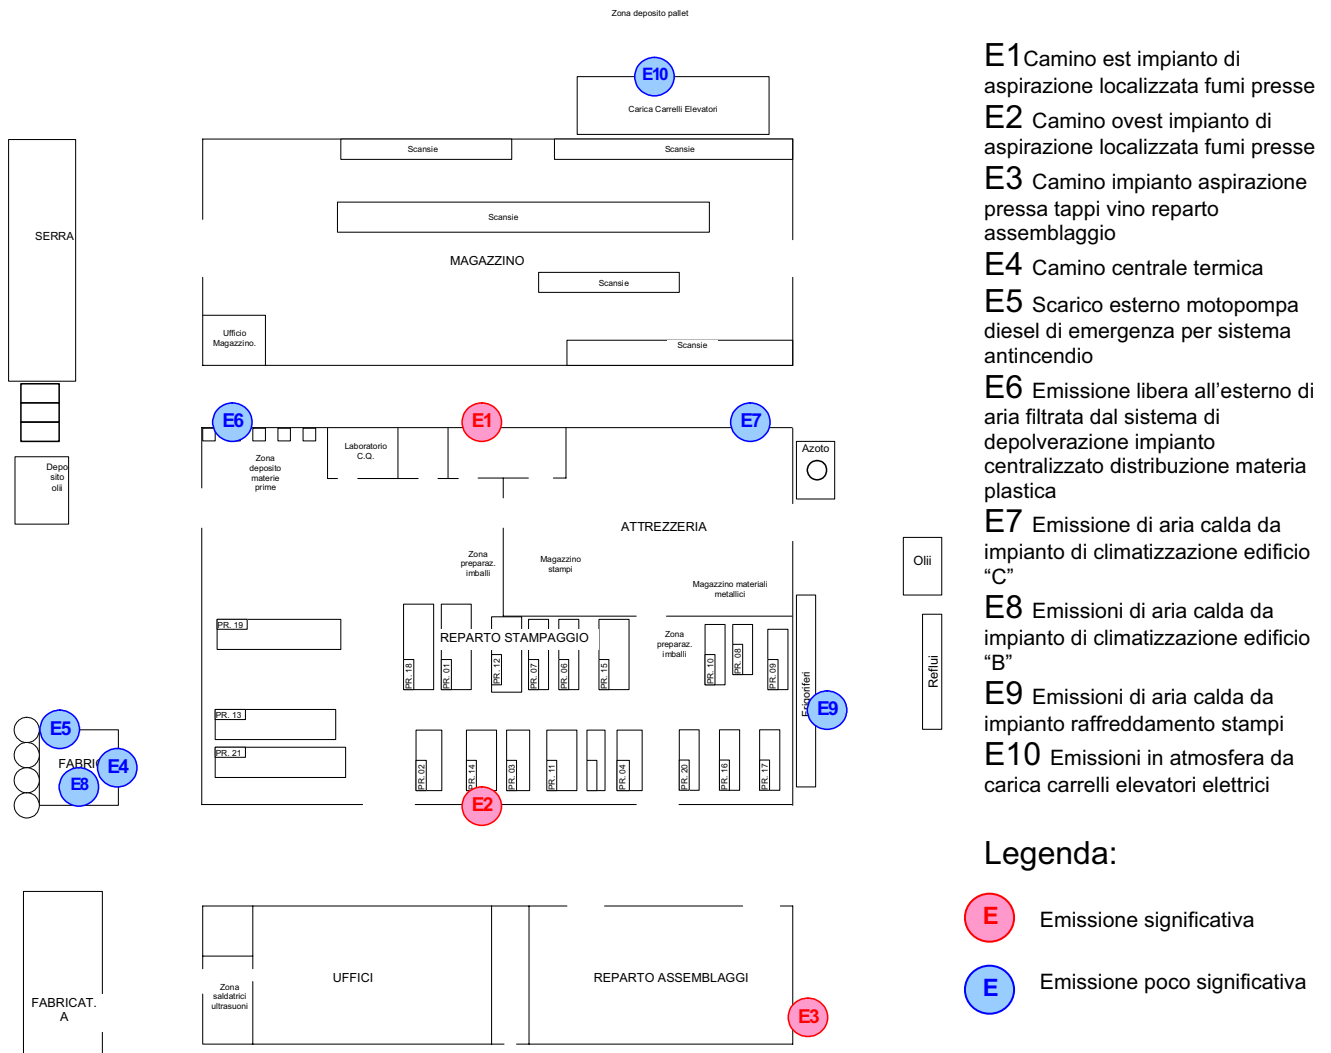 Zona deposito pallet
E10
Carica Carrelli Elevatori
Scansie
Scansie
Scansie
SERRA
MAGAZZINO
Scansie
Ufficio
Magazzino.
Scansie
E6
E1
E7
Laboratorio
C.Q.
Zona
deposito
materie
prime
Azoto
Depo
sito
olii
ATTREZZERIA
Zona
preparaz.
imballi
Magazzino
stampi
Magazzino materiali
metallici
Olii
PR. 19
REPARTO STAMPAGGIO
Zona
preparaz.
imballi
PR. 18
PR. 01
PR. 12
PR. 07
PR. 06
PR. 15
PR. 10
PR. 08
PR. 09
Frigoriferi
Reflui
E9
PR. 13
PR. 21
E5
E4
E8
PR. 02
PR. 14
PR. 03
PR. 11
PR. 04
PR. 20
PR. 16
PR. 17
E2
UFFICI
REPARTO ASSEMBLAGGI
Zona
saldatrici
ultrasuoni
FABRICAT.
A
E3
E1Camino est impianto di
aspirazione localizzata fumi presse
E2 Camino ovest impianto di
aspirazione localizzata fumi presse
E3 Camino impianto aspirazione
pressa tappi vino reparto
assemblaggio
E4 Camino centrale termica
E5 Scarico esterno motopompa
diesel di emergenza per sistema
antincendio
E6 Emissione libera all’esterno di
aria filtrata dal sistema di
depolverazione impianto
centralizzato distribuzione materia
plastica
E7 Emissione di aria calda da
impianto di climatizzazione edificio
“C”
E8 Emissioni di aria calda da
impianto di climatizzazione edificio
“B”
E9 Emissioni di aria calda da
impianto raffreddamento stampi
E10 Emissioni in atmosfera da
carica carrelli elevatori elettrici
Legenda:
E Emissione significativa
E Emissione poco significativa